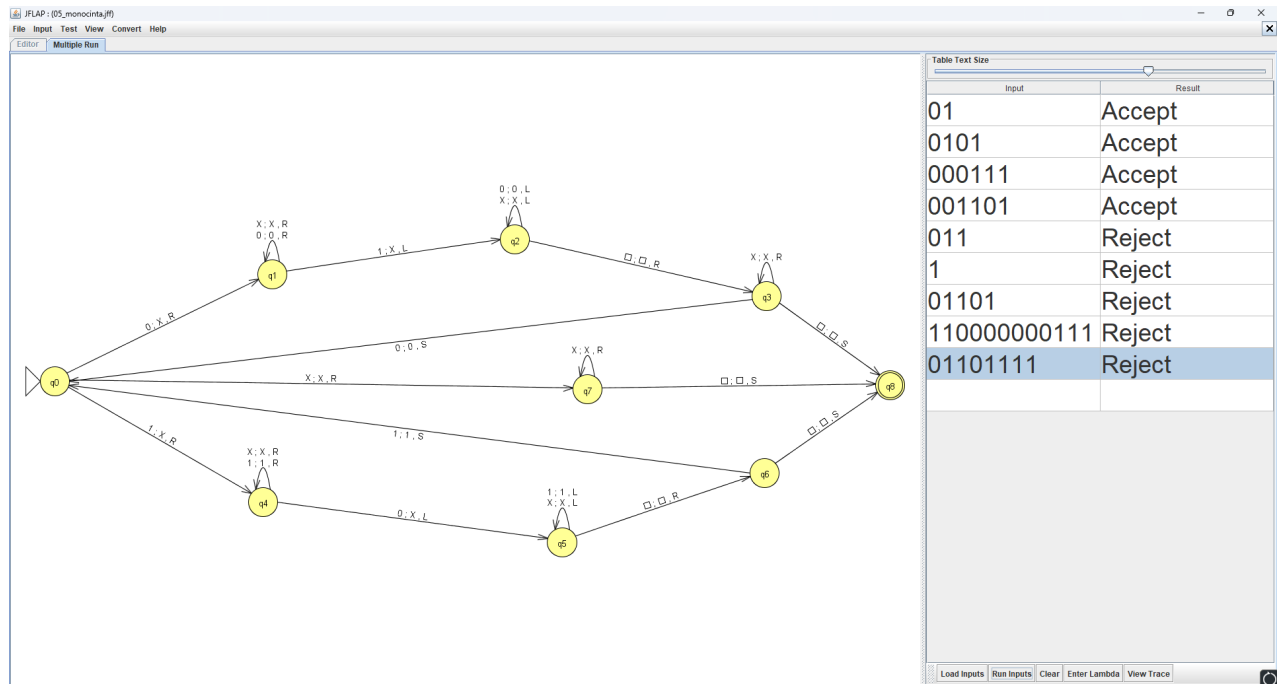 JFLAP : (05_monocinta.jff)
File Input Test View Convert Help
Editor Multiple Run
Table Text Size
Input Result
01 Accept
0101 Accept
000111 Accept
001101 Accept
011 Reject
1 Reject
01101 Reject
110000000111 Reject
01101111 Reject
0 ; 0 , L
X ; X , L
q2
X ; X , R
0 ; 0 , R
q1
1 ; X , L
□ ; □ , R
X ; X , R
q3
0 ; X , R
0 ; 0 , S
□ ; □ , S
q0
X ; X , R
X ; X , R
q7
□ ; □ , S
q8
1 ; X , R
1 ; 1 , S
□ ; □ , S
X ; X , R
1 ; 1 , R
q4
0 ; X , L
1 ; 1 , L
X ; X , L
q5
□ ; □ , R
q6
Load Inputs Run Inputs Clear Enter Lambda View Trace